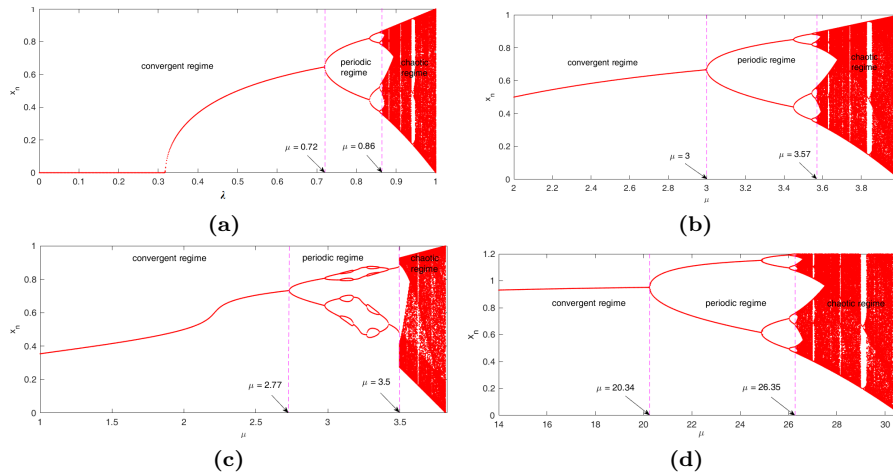 convergent regime
periodic
regime
chaotic
regime
μ = 0.72
μ = 0.86
1
0.8
0.6
0.4
0.2
0
x_n
0 0.1 0.2 0.3 0.4 0.5 0.6 0.7 0.8 0.9 1
λ
(a)
convergent regime
periodic regime
chaotic
regime
μ = 3
μ = 3.57
1
0.8
0.6
0.4
0.2
0
x_n
2 2.2 2.4 2.6 2.8 3 3.2 3.4 3.6 3.8
μ
(b)
convergent regime
periodic regime
chaotic
regime
μ = 2.77
μ = 3.5
1
0.8
0.6
0.4
0.2
0
x_n
1 1.5 2 2.5 3 3.5
μ
(c)
convergent regime
periodic regime
chaotic regime
μ = 20.34
μ = 26.35
1.2
1
0.8
0.6
0.4
0.2
0
x_n
14 16 18 20 22 24 26 28 30
μ
(d)